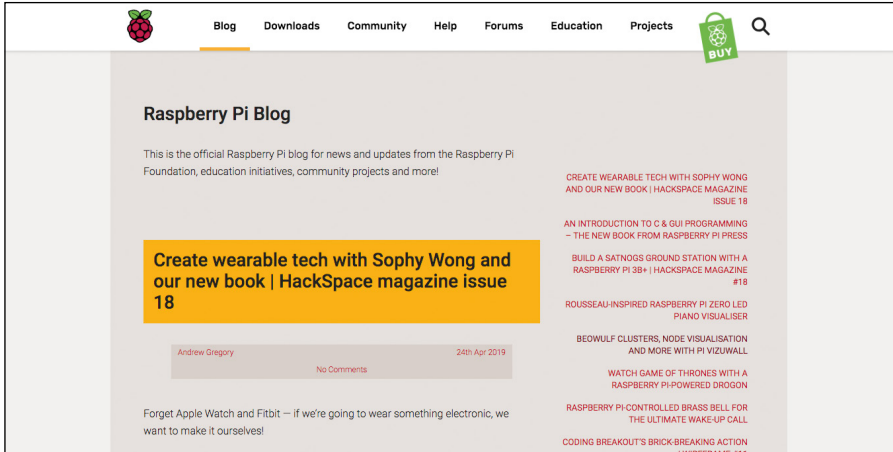 Blog Downloads Community Help Forums Education Projects BUY
Raspberry Pi Blog
This is the official Raspberry Pi blog for news and updates from the Raspberry Pi
Foundation, education initiatives, community projects and more!
Create wearable tech with Sophy Wong and
our new book | HackSpace magazine issue
18
Andrew Gregory 24th Apr 2019
No Comments
Forget Apple Watch and Fitbit — if we're going to wear something electronic, we
want to make it ourselves!
CREATE WEARABLE TECH WITH SOPHY WONG
AND OUR NEW BOOK | HACKSPACE MAGAZINE
ISSUE 18
AN INTRODUCTION TO C & GUI PROGRAMMING
– THE NEW BOOK FROM RASPBERRY PI PRESS
BUILD A SATNOGS GROUND STATION WITH A
RASPBERRY PI 3B+ | HACKSPACE MAGAZINE
#18
ROUSSEAU-INSPIRED RASPBERRY PI ZERO LED
PIANO VISUALISER
BEOWULF CLUSTERS, NODE VISUALISATION
AND MORE WITH PI VIZUWALL
WATCH GAME OF THRONES WITH A
RASPBERRY PI-POWERED DROGON
RASPBERRY PI-CONTROLLED BRASS BELL FOR
THE ULTIMATE WAKE-UP CALL
CODING BREAKOUT'S BRICK-BREAKING ACTION